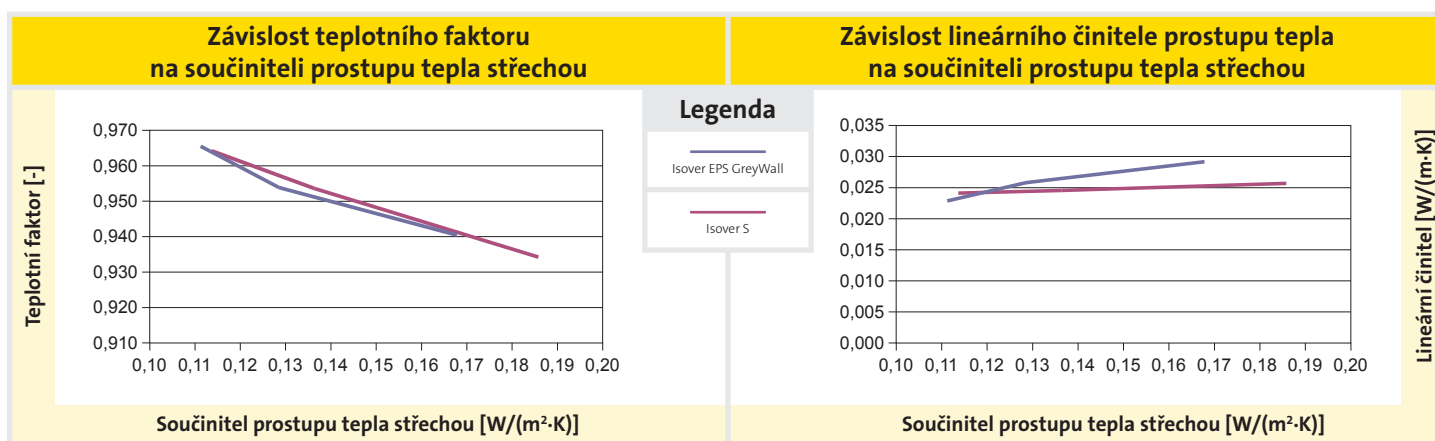 Závislost teplotního faktoru
na součiniteli prostupu tepla střechou
Závislost lineárního činitele prostupu tepla
na součiniteli prostupu tepla střechou
Teplotní faktor [-]
0,970
0,960
0,950
0,940
0,930
0,920
0,910
0,10 0,11 0,12 0,13 0,14 0,15 0,16 0,17 0,18 0,19 0,20
Součinitel prostupu tepla střechou [W/(m²·K)]
Legenda
Isover EPS GreyWall
Isover S
0,035
0,030
0,025
0,020
0,015
0,010
0,005
0,000
0,10 0,11 0,12 0,13 0,14 0,15 0,16 0,17 0,18 0,19 0,20
Lineární činitel [W/(m·K)]
Součinitel prostupu tepla střechou [W/(m²·K)]